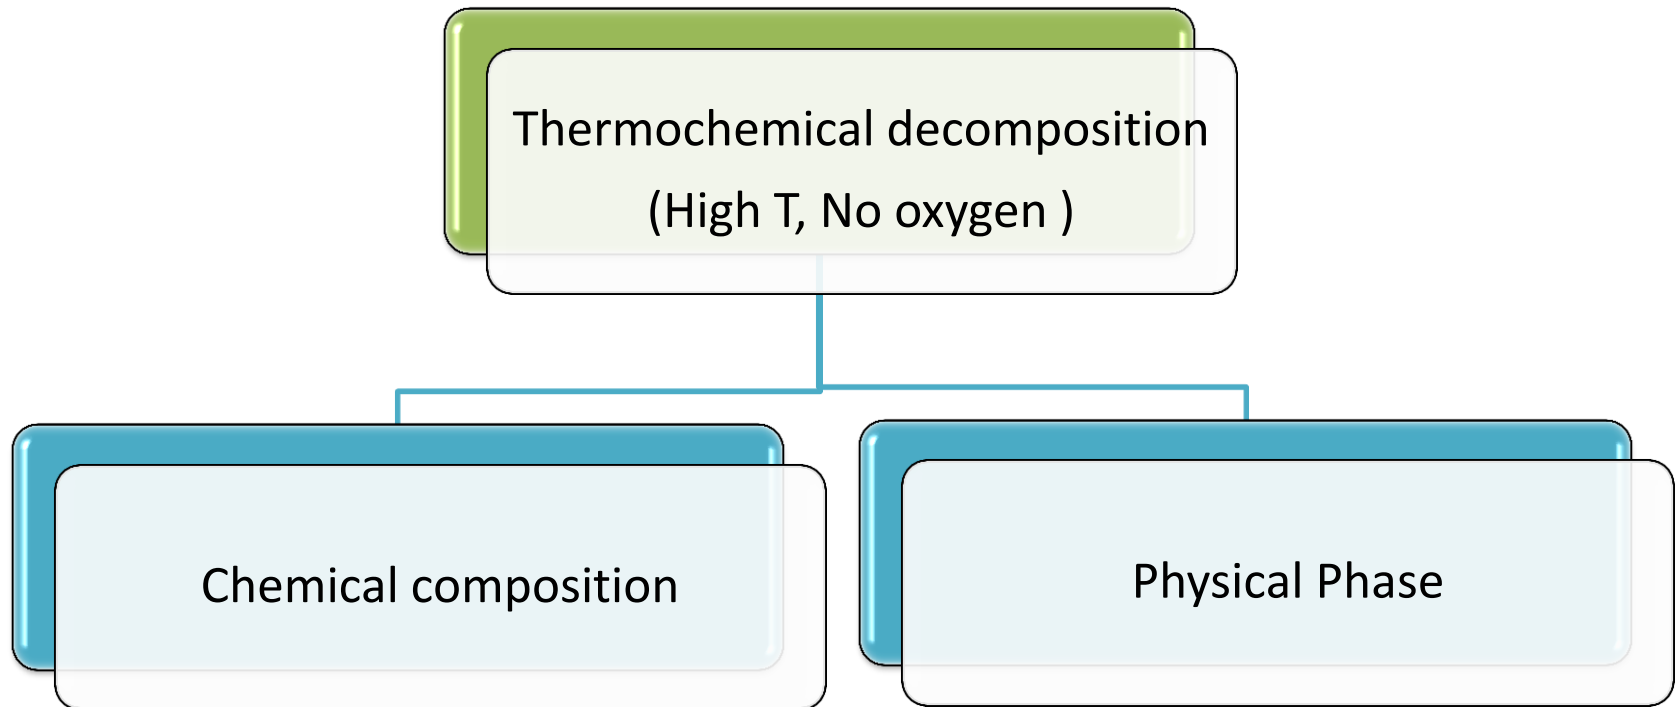 Thermochemical decomposition
(High T, No oxygen )
Chemical composition
Physical Phase